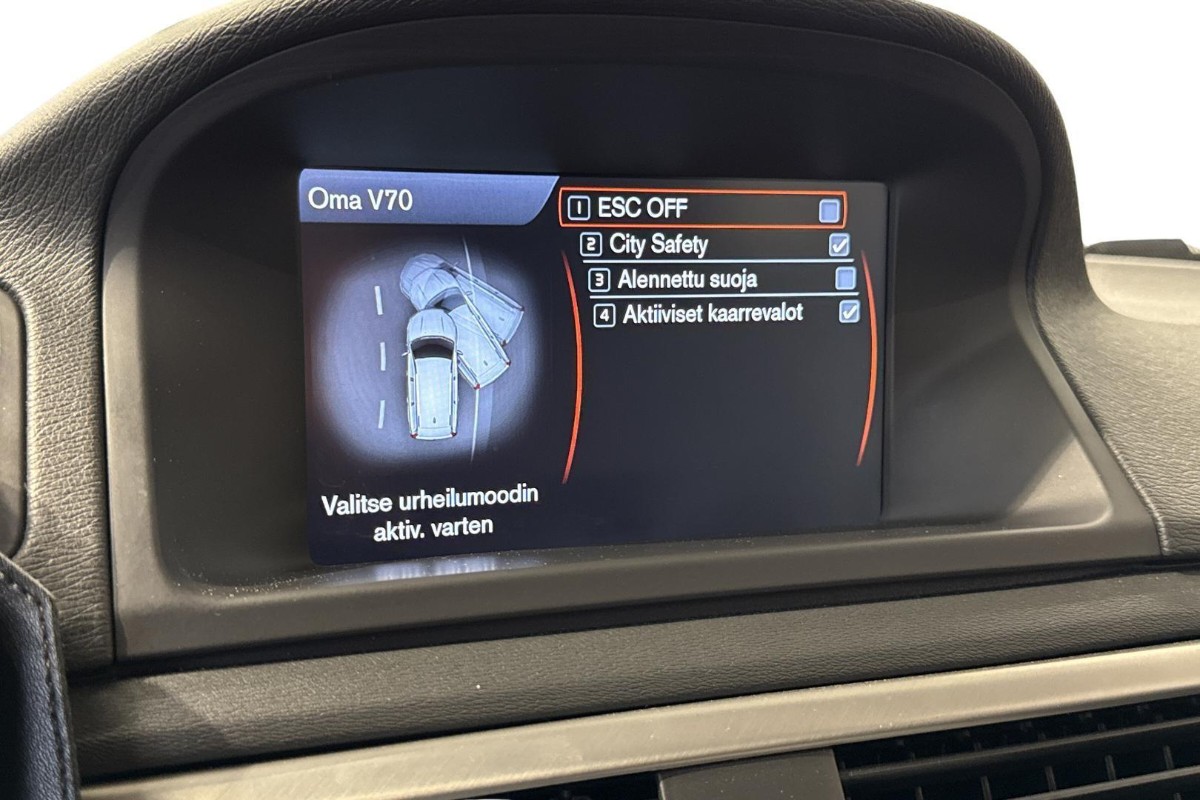 Oma V70
1 ESC OFF
2 City Safety
3 Alennettu suoja
4 Aktiiviset kaarrevalot
Valitse urheilumoodin
aktiv. varten